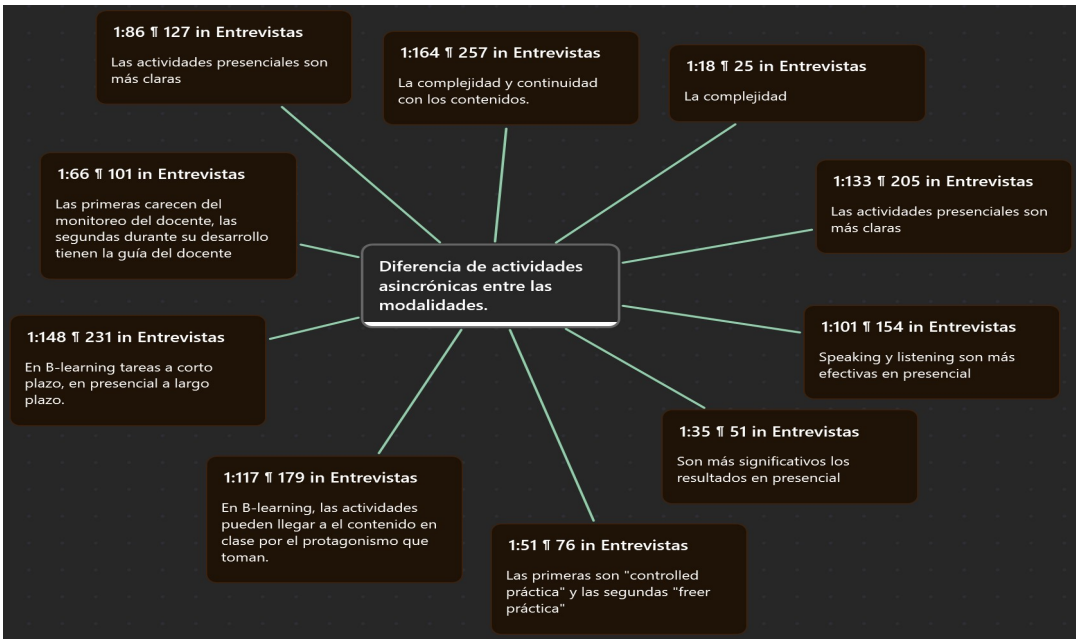 1:86 ¶ 127 in Entrevistas
Las actividades presenciales son
más claras
1:164 ¶ 257 in Entrevistas
La complejidad y continuidad
con los contenidos.
1:18 ¶ 25 in Entrevistas
La complejidad
1:66 ¶ 101 in Entrevistas
Las primeras carecen del
monitoreo del docente, las
segundas durante su desarrollo
tienen la guía del docente
1:133 ¶ 205 in Entrevistas
Las actividades presenciales son
más claras
Diferencia de actividades
asincrónicas entre las
modalidades.
1:148 ¶ 231 in Entrevistas
En B-learning tareas a corto
plazo, en presencial a largo
plazo.
1:101 ¶ 154 in Entrevistas
Speaking y listening son más
efectivas en presencial
1:35 ¶ 51 in Entrevistas
Son más significativos los
resultados en presencial
1:117 ¶ 179 in Entrevistas
En B-learning, las actividades
pueden llegar a el contenido en
clase por el protagonismo que
toman.
1:51 ¶ 76 in Entrevistas
Las primeras son "controlled
práctica" y las segundas "freer
práctica"